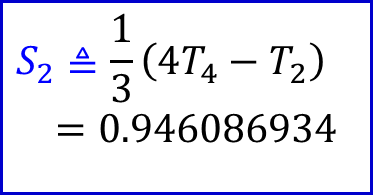 S₂ ≜ 1/3 (4T₄ − T₂)
= 0.946086934